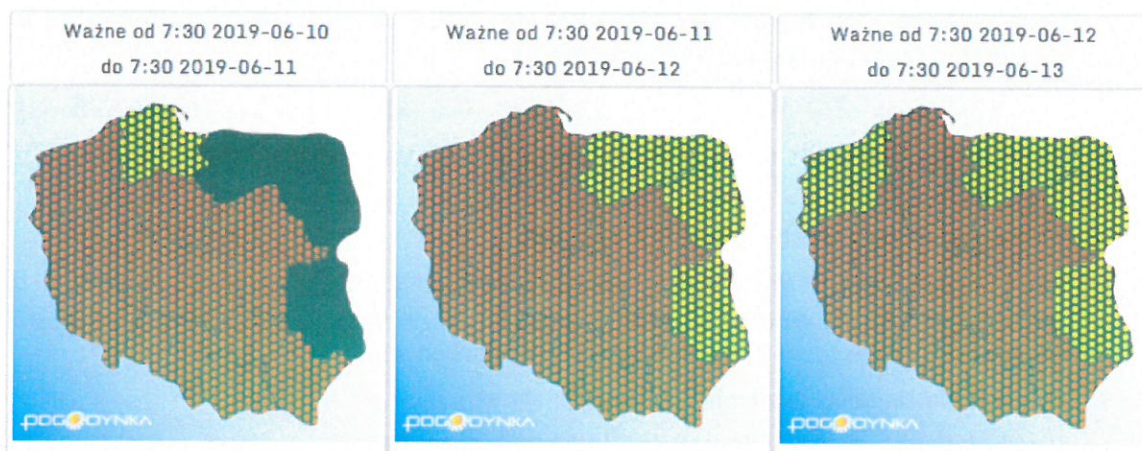 Ważne od 7:30 2019-06-10
do 7:30 2019-06-11
Ważne od 7:30 2019-06-11
do 7:30 2019-06-12
Ważne od 7:30 2019-06-12
do 7:30 2019-06-13
POGODYNKA
POGODYNKA
POGODYNKA